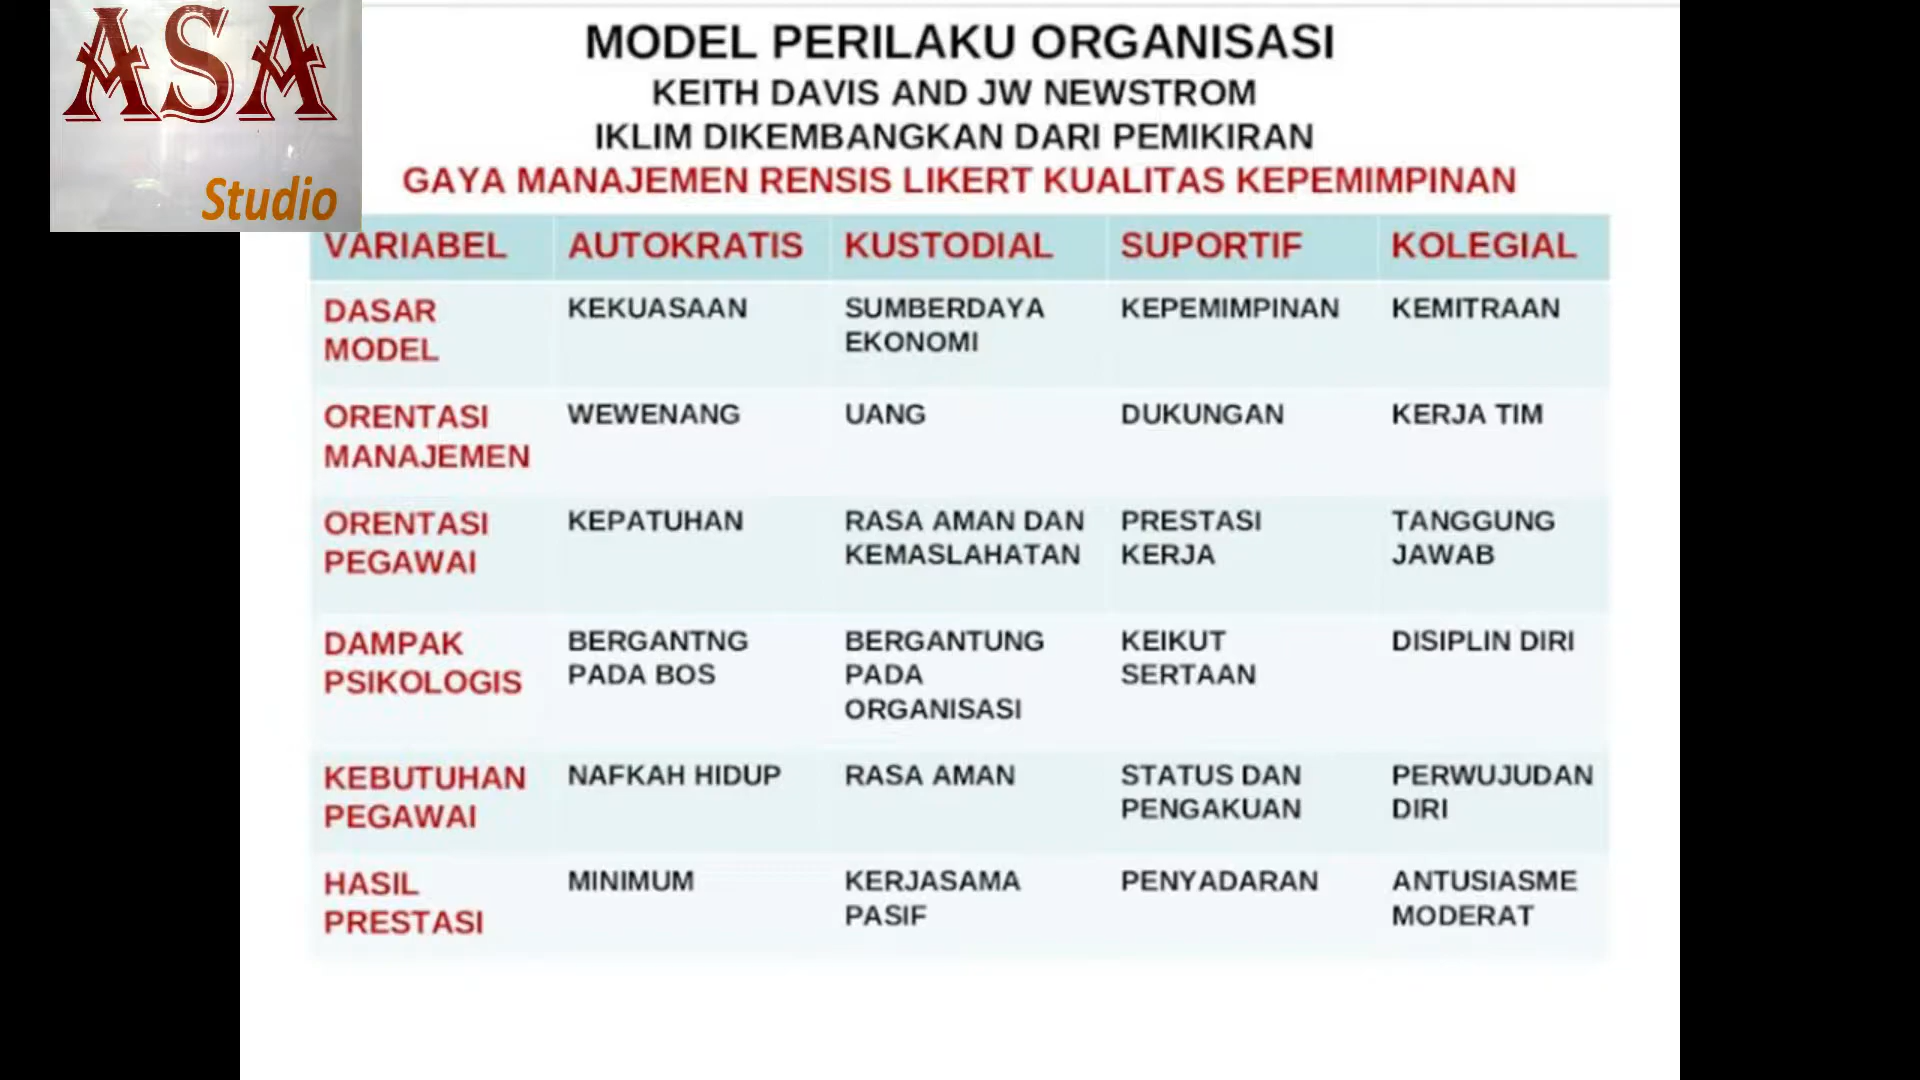 ASA
Studio
MODEL PERILAKU ORGANISASI
KEITH DAVIS AND JW NEWSTROM
IKLIM DIKEMBANGKAN DARI PEMIKIRAN
GAYA MANAJEMEN RENSIS LIKERT KUALITAS KEPEMIMPINAN
VARIABEL AUTOKRATIS KUSTODIAL SUPORTIF KOLEGIAL
DASAR KEKUASAAN SUMBERDAYA KEPEMIMPINAN KEMITRAAN
MODEL EKONOMI
ORENTASI WEWENANG UANG DUKUNGAN KERJA TIM
MANAJEMEN
ORENTASI KEPATUHAN RASA AMAN DAN PRESTASI TANGGUNG
PEGAWAI KEMASLAHATAN KERJA JAWAB
DAMPAK BERGANTNG BERGANTUNG KEIKUT DISIPLIN DIRI
PSIKOLOGIS PADA BOS PADA SERTAAN
ORGANISASI
KEBUTUHAN NAFKAH HIDUP RASA AMAN STATUS DAN PERWUJUDAN
PEGAWAI PENGAKUAN DIRI
HASIL MINIMUM KERJASAMA PENYADARAN ANTUSIASME
PRESTASI PASIF MODERAT